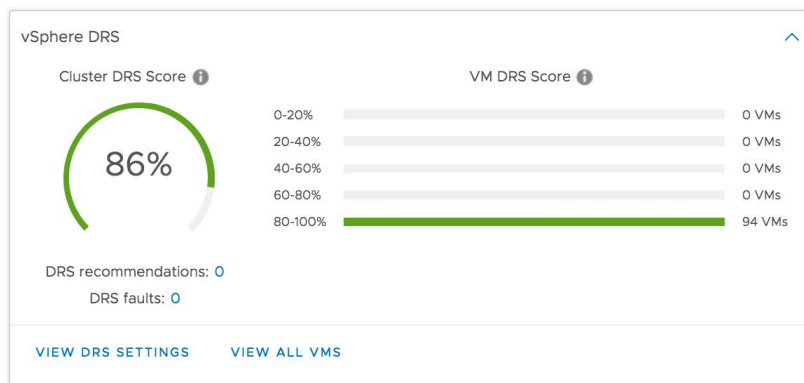 vSphere DRS
Cluster DRS Score
VM DRS Score
86%
0-20% 0 VMs
20-40% 0 VMs
40-60% 0 VMs
60-80% 0 VMs
80-100% 94 VMs
DRS recommendations: 0
DRS faults: 0
VIEW DRS SETTINGS VIEW ALL VMS